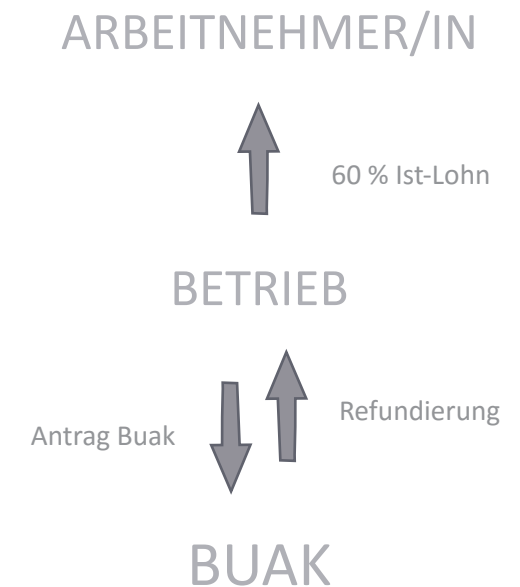 ARBEITNEHMER/IN
60 % Ist-Lohn
BETRIEB
Refundierung
Antrag Buak
BUAK